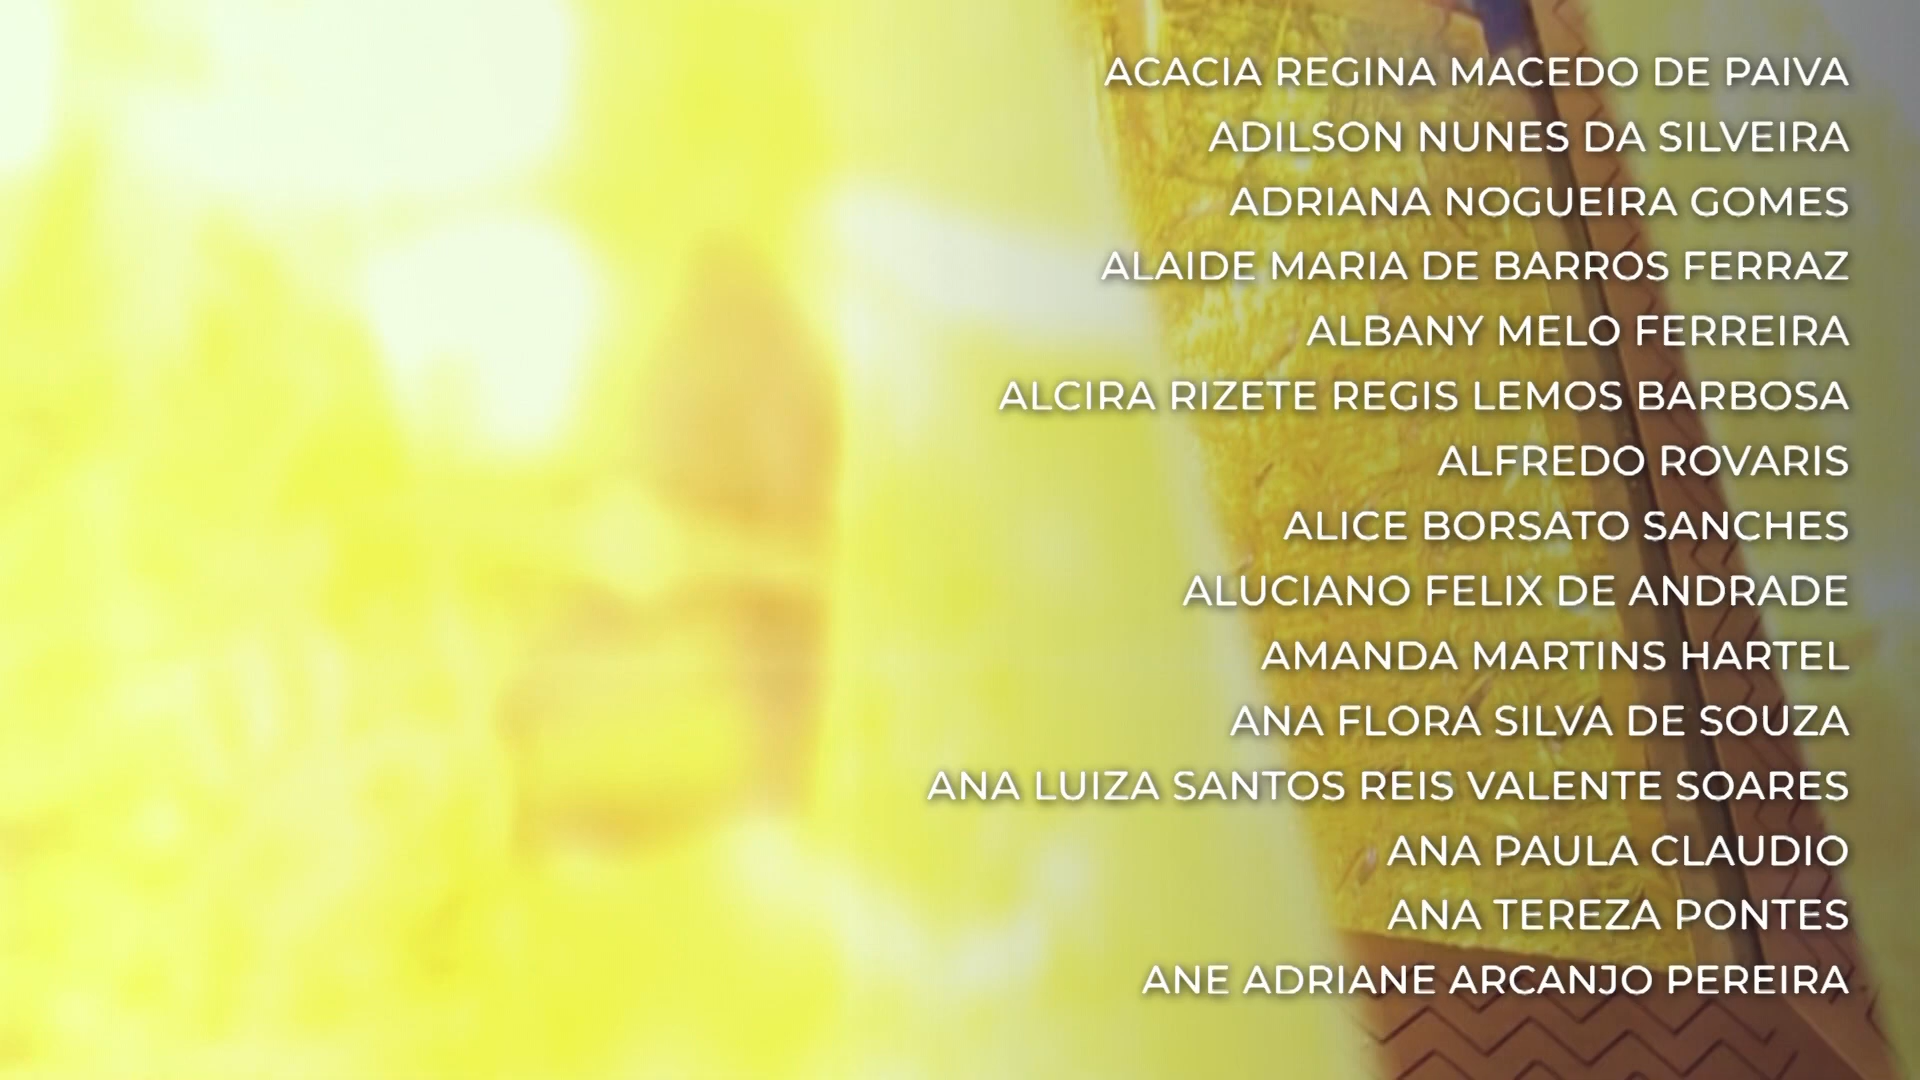 ACACIA REGINA MACEDO DE PAIVA
ADILSON NUNES DA SILVEIRA
ADRIANA NOGUEIRA GOMES
ALAIDE MARIA DE BARROS FERRAZ
ALBANY MELO FERREIRA
ALCIRA RIZETE REGIS LEMOS BARBOSA
ALFREDO ROVARIS
ALICE BORSATO SANCHES
ALUCIANO FELIX DE ANDRADE
AMANDA MARTINS HARTEL
ANA FLORA SILVA DE SOUZA
ANA LUIZA SANTOS REIS VALENTE SOARES
ANA PAULA CLAUDIO
ANA TEREZA PONTES
ANE ADRIANE ARCANJO PEREIRA